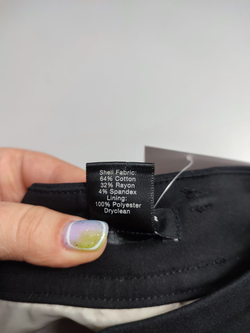 Shell Fabric:
64% Cotton
32% Rayon
4% Spandex
Lining:
100% Polyester
Dryclean